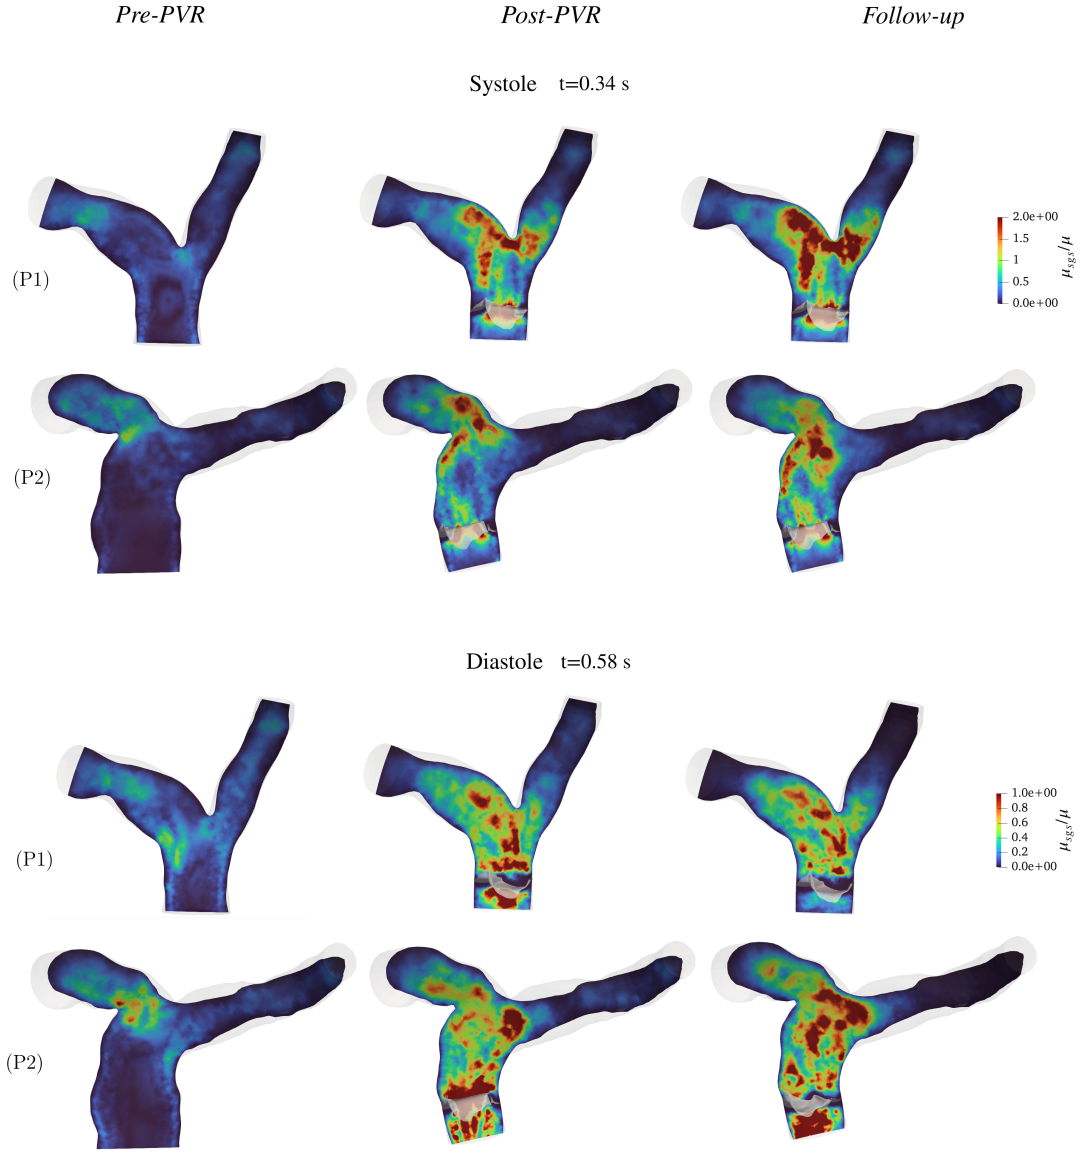 Pre-PVR Post-PVR Follow-up
Systole t=0.34 s
(P1)
2.0e+00
1.5
1
0.5
0.0e+00
μsgs/μ
(P2)
Diastole t=0.58 s
(P1)
1.0e+00
0.8
0.6
0.4
0.2
0.0e+00
μsgs/μ
(P2)